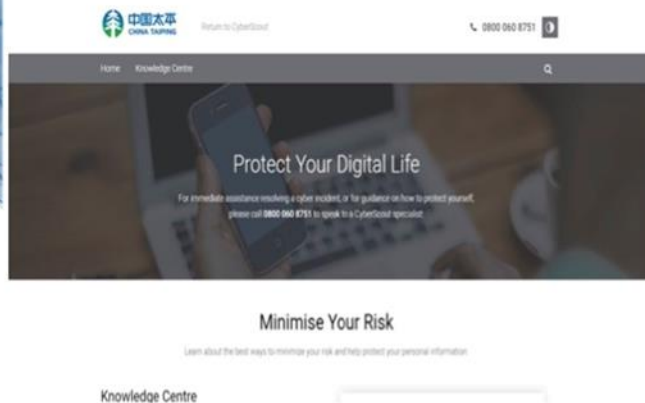 中国太平
CHINA TAIPING
Return to CyberScout
0800 060 8751
Home Knowledge Centre
Protect Your Digital Life
For immediate assistance resolving a cyber incident, or for guidance on how to protect yourself,
please call 0800 060 8751 to speak to a CyberScout specialist.
Minimise Your Risk
Learn about the best ways to minimize your risk and help protect your personal information
Knowledge Centre